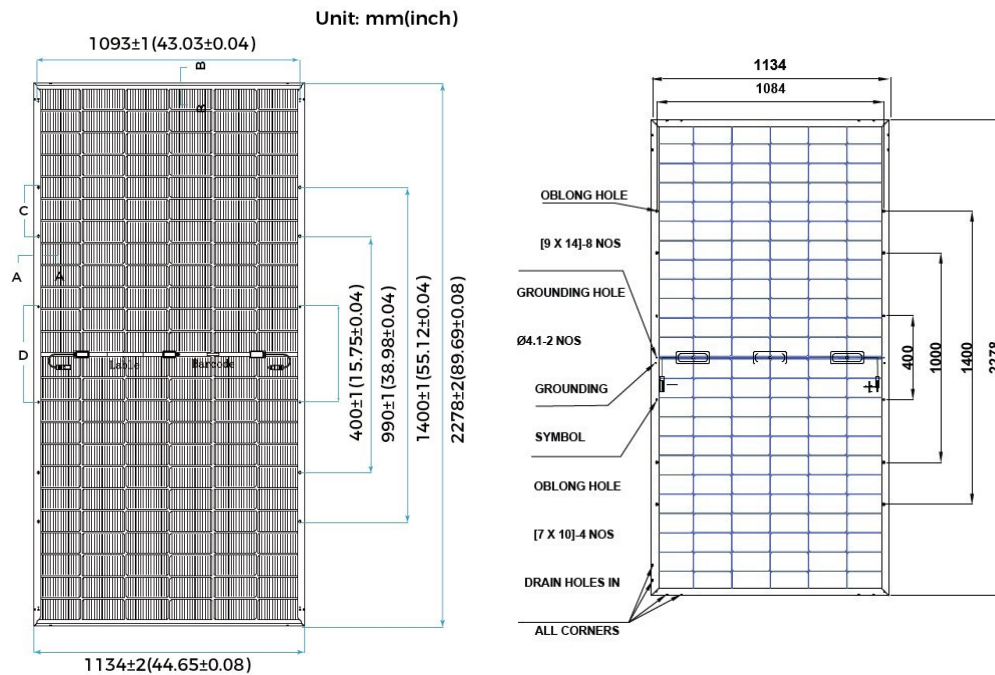 Unit: mm(inch)
1093±1(43.03±0.04)
B
B
C
A
A
D
Lable
Barcode
400±1(15.75±0.04)
990±1(38.98±0.04)
1400±1(55.12±0.04)
2278±2(89.69±0.08)
1134±2(44.65±0.08)
1134
1084
OBLONG HOLE
[9 X 14]-8 NOS
GROUNDING HOLE
Ø4.1-2 NOS
GROUNDING
SYMBOL
OBLONG HOLE
[7 X 10]-4 NOS
DRAIN HOLES IN
ALL CORNERS
400
1000
1400
2278